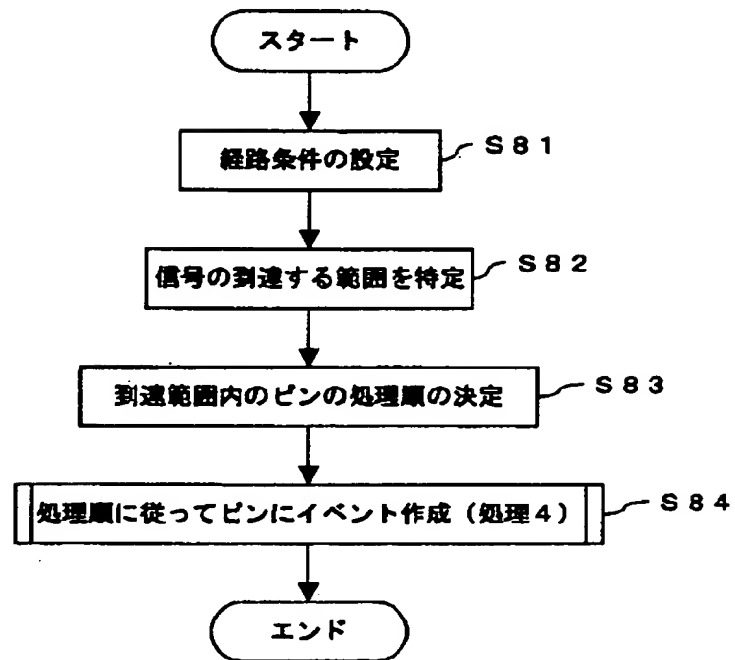 スタート
経路条件の設定
S81
信号の到達する範囲を特定
S82
到達範囲内のピンの処理順の決定
S83
処理順に従ってピンにイベント作成（処理4）
S84
エンド